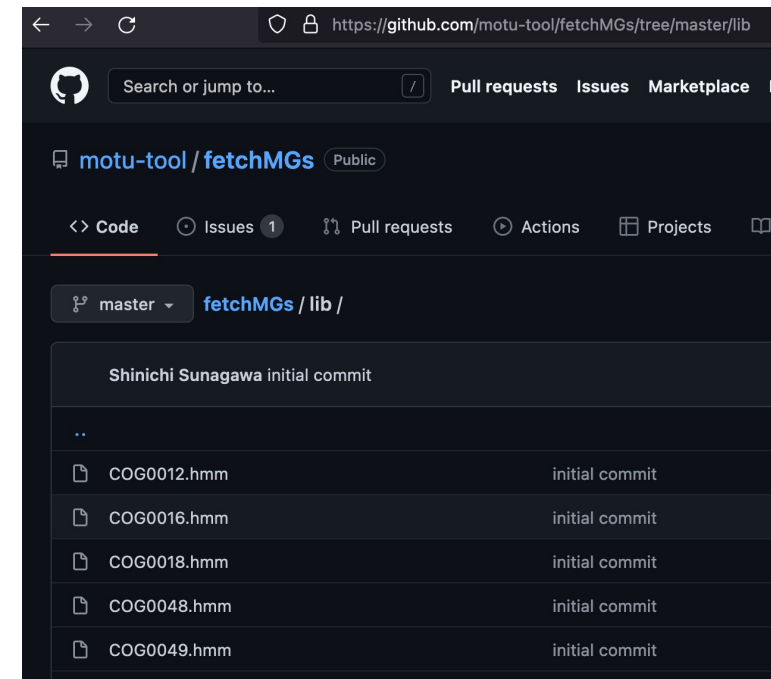 https://github.com/motu-tool/fetchMGs/tree/master/lib
Search or jump to... / Pull requests Issues Marketplace
motu-tool / fetchMGs Public
<> Code Issues 1 Pull requests Actions Projects
master fetchMGs / lib /
Shinichi Sunagawa initial commit
..
COG0012.hmm initial commit
COG0016.hmm initial commit
COG0018.hmm initial commit
COG0048.hmm initial commit
COG0049.hmm initial commit